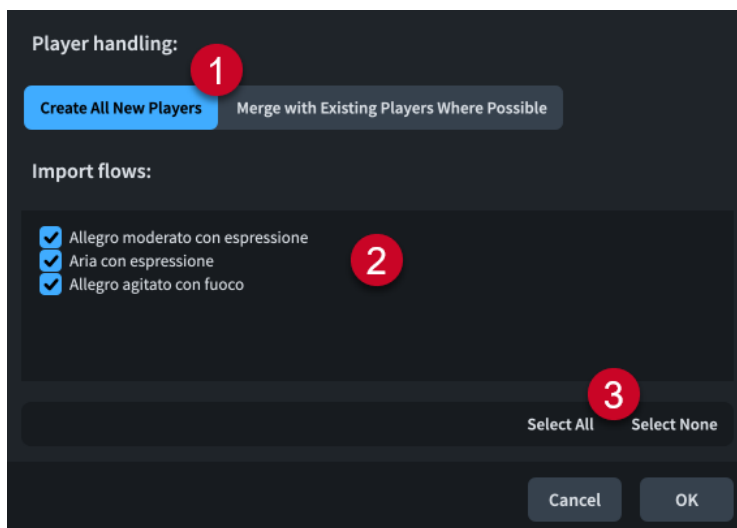 Player handling:
1
Create All New Players Merge with Existing Players Where Possible
Import flows:
Allegro moderato con espressione
Aria con espressione
2
Allegro agitato con fuoco
3
Select All Select None
Cancel OK